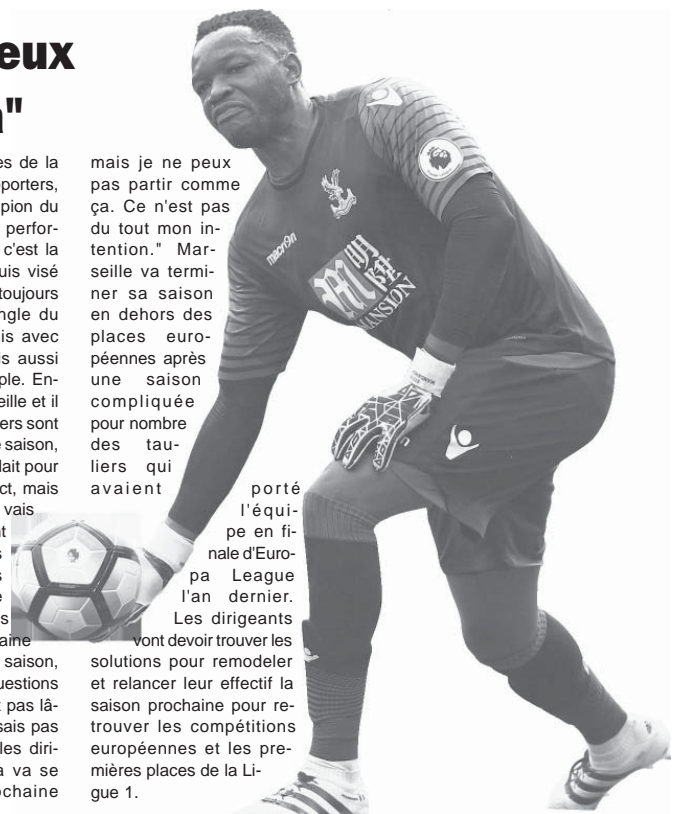 eux
"
es de la
porters,
pion du
perfor-
c'est la
uis visé
toujours
ngle du
is avec
is aussi
ple. En-
eille et il
ers sont
e saison,
lait pour
ct, mais
vais
t
s
s
e
s
aine
saison,
uestions
t pas lâ-
sais pas
les diri-
a va se
ochaine
mais je ne peux
pas partir comme
ça. Ce n'est pas
du tout mon in-
tention." Mar-
seille va termi-
ner sa saison
en dehors des
places euro-
péennes après
une saison
compliquée
pour nombre
des tau-
liers qui
avaient porté
l'équi-
pe en fi-
nale d'Euro-
pa League
l'an dernier.
Les dirigeants
vont devoir trouver les
solutions pour remodeler
et relancer leur effectif la
saison prochaine pour re-
trouver les compétitions
européennes et les pre-
mières places de la Li-
gue 1.
macron
M明陞
MANSION